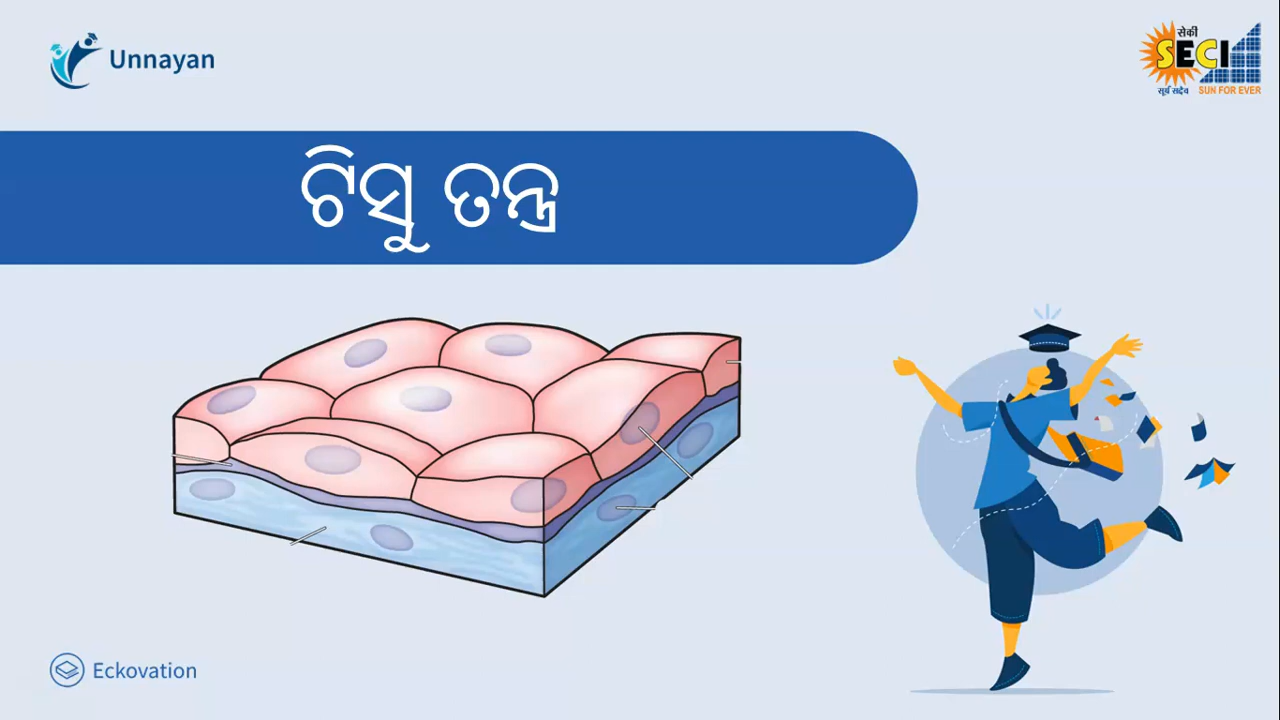 Unnayan
सेकी
SECI
सूर्य सदैव SUN FOR EVER
ଟିସୁ ତନ୍ତ୍ର
Eckovation